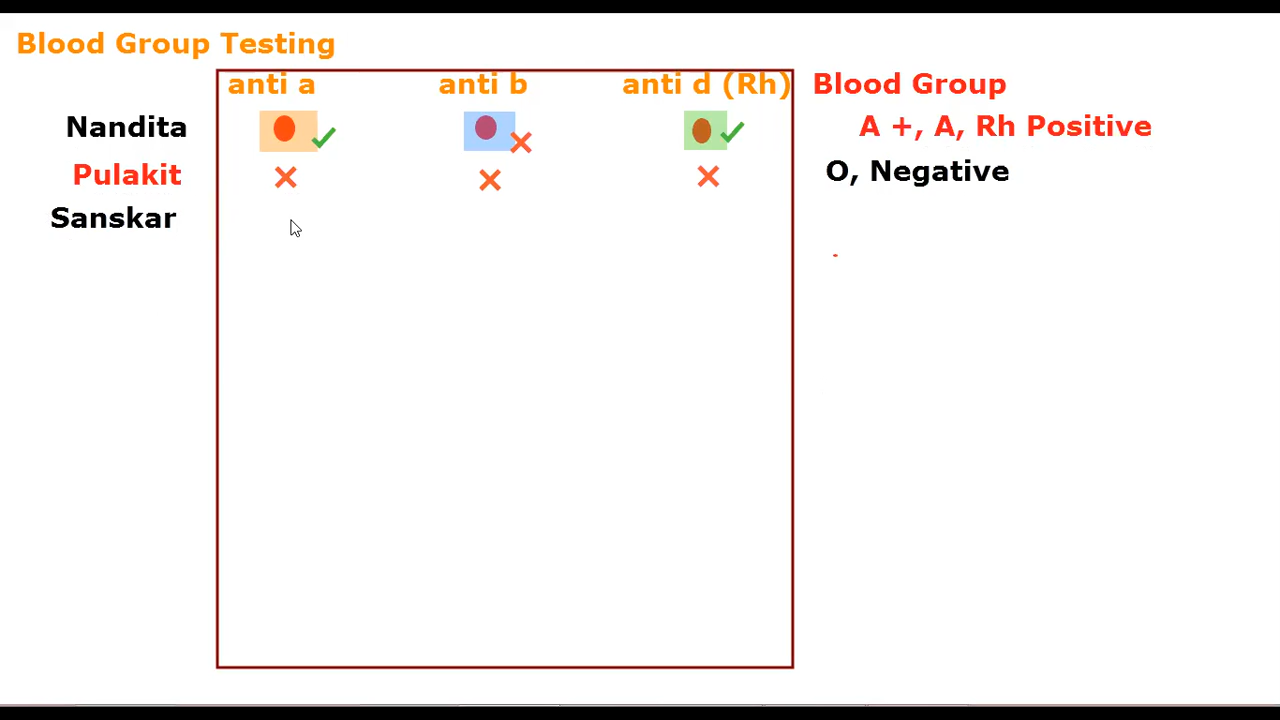 Blood Group Testing
anti a anti b anti d (Rh) Blood Group
Nandita A +, A, Rh Positive
Pulakit O, Negative
Sanskar